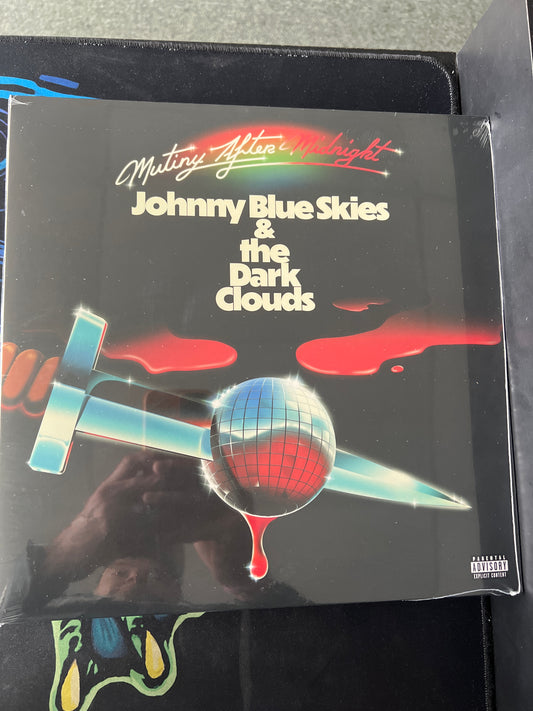 Mutiny After Midnight
Johnny Blue Skies
&
the
Dark
Clouds
PARENTAL
ADVISORY
EXPLICIT CONTENT